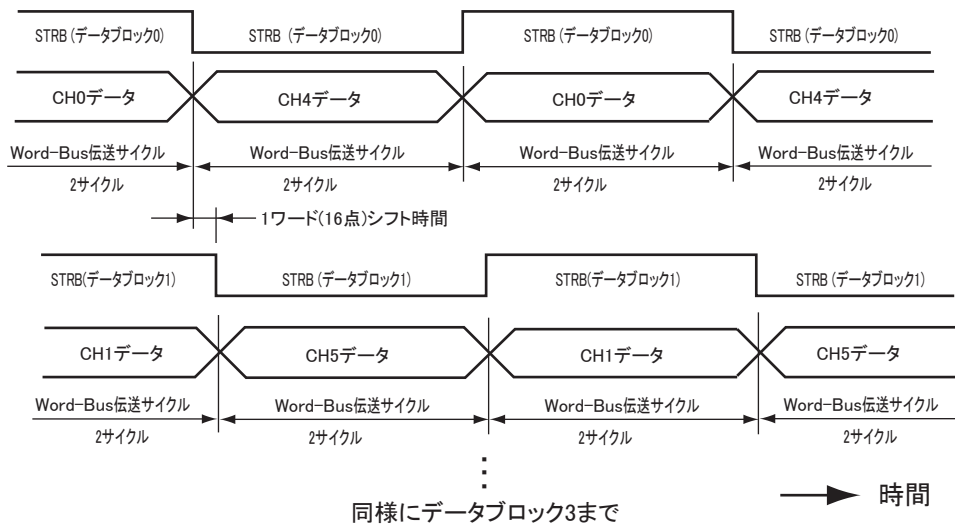 STRB (データブロック0) STRB (データブロック0) STRB (データブロック0) STRB (データブロック0)
CH0データ CH4データ CH0データ CH4データ
Word-Bus伝送サイクル Word-Bus伝送サイクル Word-Bus伝送サイクル Word-Bus伝送サイクル
2サイクル 2サイクル 2サイクル 2サイクル
1ワード(16点)シフト時間
STRB(データブロック1) STRB (データブロック1) STRB(データブロック1) STRB (データブロック1)
CH1データ CH5データ CH1データ CH5データ
Word-Bus伝送サイクル Word-Bus伝送サイクル Word-Bus伝送サイクル Word-Bus伝送サイクル
2サイクル 2サイクル 2サイクル 2サイクル
同様にデータブロック3まで
時間